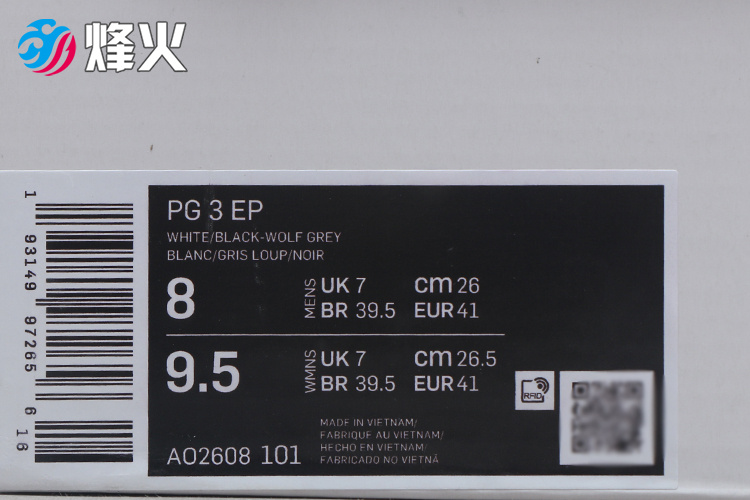 烽火
PG 3 EP
WHITE/BLACK-WOLF GREY
BLANC/GRIS LOUP/NOIR
8 MENS UK 7 cm 26
BR 39.5 EUR 41
9.5 WMNS UK 7 cm 26.5
BR 39.5 EUR 41
RFID
MADE IN VIETNAM/
FABRIQUE AU VIETNAM/
HECHO EN VIETNAM/
FABRICADO NO VIETNÃ
AO2608 101
1 93149 97265 6 16